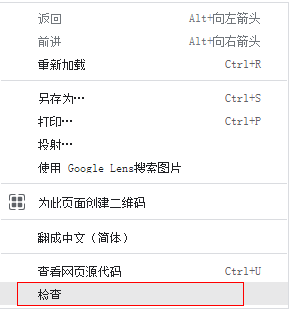 返回 Alt+向左箭头
前进 Alt+向右箭头
重新加载 Ctrl+R
另存为… Ctrl+S
打印… Ctrl+P
投射…
使用 Google Lens搜索图片
为此页面创建二维码
翻成中文（简体）
查看网页源代码 Ctrl+U
检查